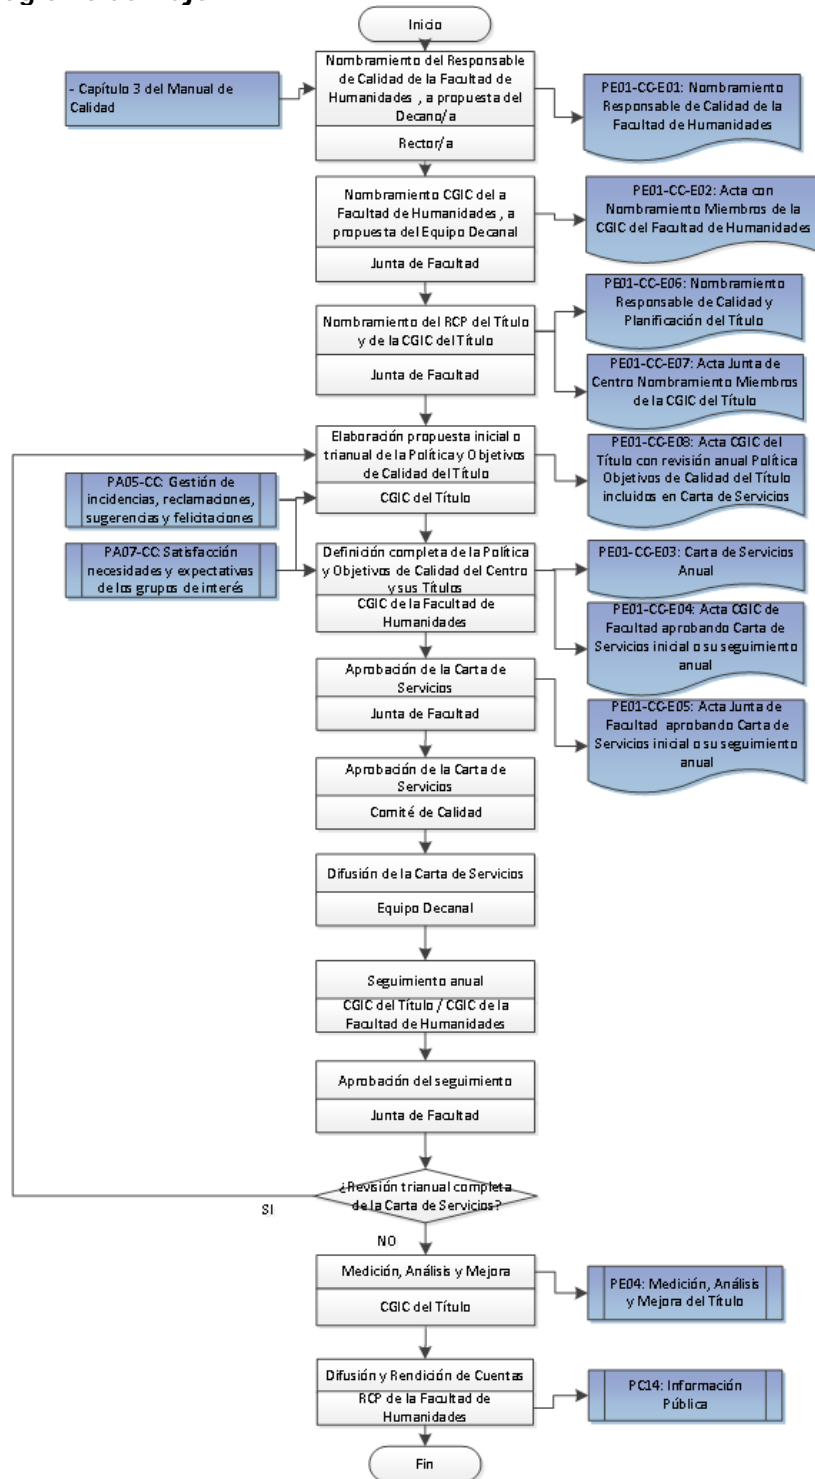 Inicio
Nombramiento del Responsable
de Calidad de la Facultad de
Humanidades , a propuesta del
Decano/a
Rector/a
- Capítulo 3 del Manual de
Calidad
PE01-CC-E01: Nombramiento
Responsable de Calidad de la
Facultad de Humanidades
Nombramiento CGIC del a
Facultad de Humanidades , a
propuesta del Equipo Decanal
Junta de Facultad
PE01-CC-E02: Acta con
Nombramiento Miembros de la
CGIC del Facultad de Humanidades
Nombramiento del RCP del Título
y de la CGIC del Título
Junta de Facultad
PE01-CC-E06: Nombramiento
Responsable de Calidad y
Planificación del Título
PE01-CC-E07: Acta Junta de
Centro Nombramiento Miembros
de la CGIC del Título
Elaboración propuesta inicial o
trianual de la Política y Objetivos
de Calidad del Título
CGIC del Título
PE01-CC-E08: Acta CGIC del
Título con revisión anual Política
Objetivos de Calidad del Título
incluidos en Carta de Servicios
PA05-CC: Gestión de
incidencias, reclamaciones,
sugerencias y felicitaciones
PA07-CC: Satisfacción
necesidades y expectativas
de los grupos de interés
Definición completa de la Política
y Objetivos de Calidad del Centro
y sus Títulos
CGIC de la Facultad de
Humanidades
PE01-CC-E03: Carta de Servicios
Anual
PE01-CC-E04: Acta CGIC de
Facultad aprobando Carta de
Servicios inicial o su seguimiento
anual
Aprobación de la Carta de
Servicios
Junta de Facultad
PE01-CC-E05: Acta Junta de
Facultad aprobando Carta de
Servicios inicial o su seguimiento
anual
Aprobación de la Carta de
Servicios
Comité de Calidad
Difusión de la Carta de Servicios
Equipo Decanal
Seguimiento anual
CGIC del Título / CGIC de la
Facultad de Humanidades
Aprobación del seguimiento
Junta de Facultad
¿Revisión trianual completa
de la Carta de Servicios?
SI
NO
Medición, Análisis y Mejora
CGIC del Título
PE04: Medición, Análisis
y Mejora del Título
Difusión y Rendición de Cuentas
RCP de la Facultad de
Humanidades
PC14: Información
Pública
Fin